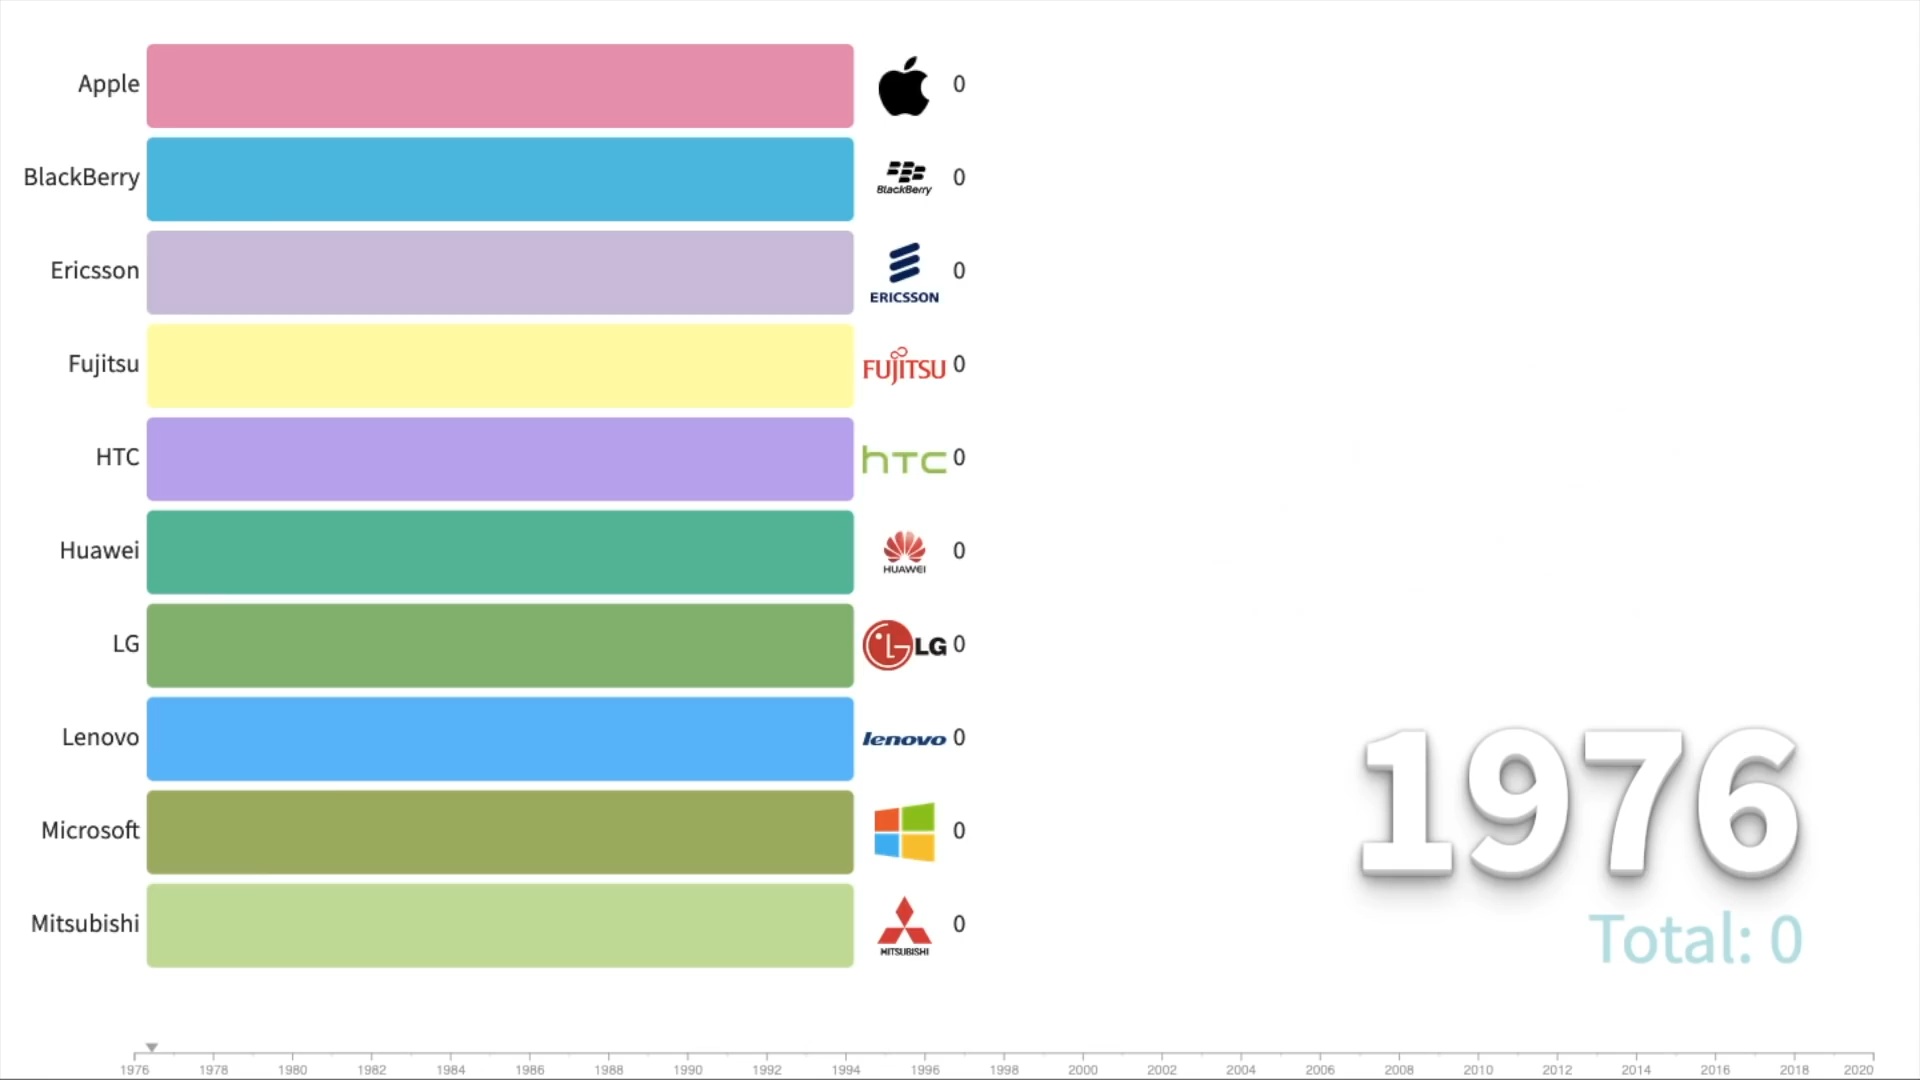 Apple 0
BlackBerry BlackBerry 0
Ericsson ERICSSON 0
Fujitsu FUJITSU 0
HTC hTC 0
Huawei HUAWEI 0
LG LG 0
Lenovo lenovo 0
Microsoft 0
Mitsubishi MITSUBISHI 0
1976
Total: 0
1976 1978 1980 1982 1984 1986 1988 1990 1992 1994 1996 1998 2000 2002 2004 2006 2008 2010 2012 2014 2016 2018 2020